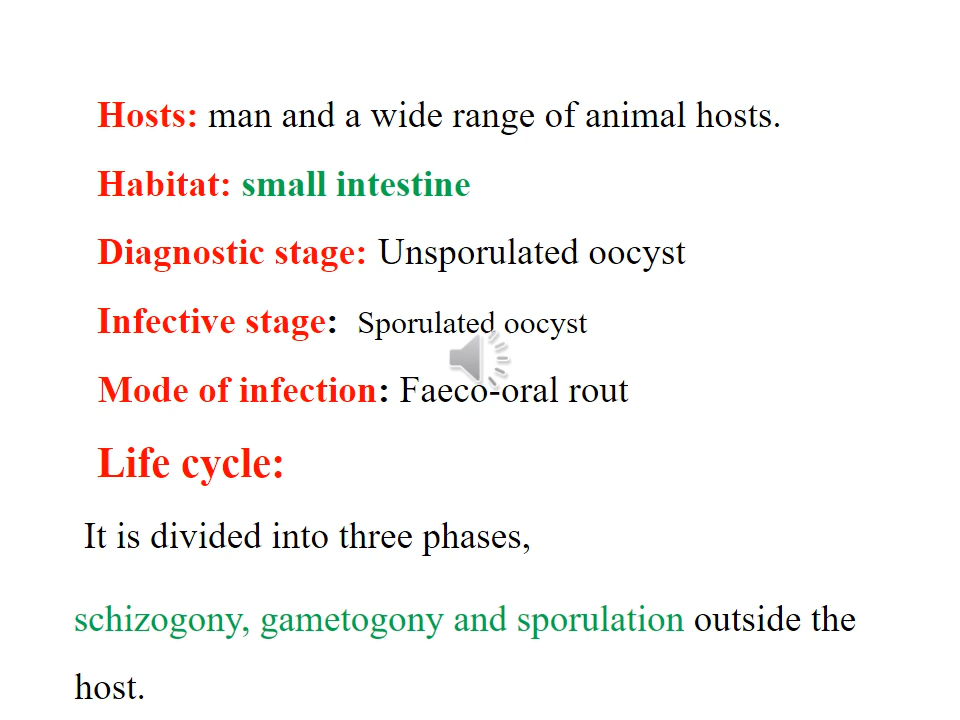 Hosts: man and a wide range of animal hosts.
Habitat: small intestine
Diagnostic stage: Unsporulated oocyst
Infective stage: Sporulated oocyst
Mode of infection: Faeco-oral rout
Life cycle:
It is divided into three phases,
schizogony, gametogony and sporulation outside the
host.